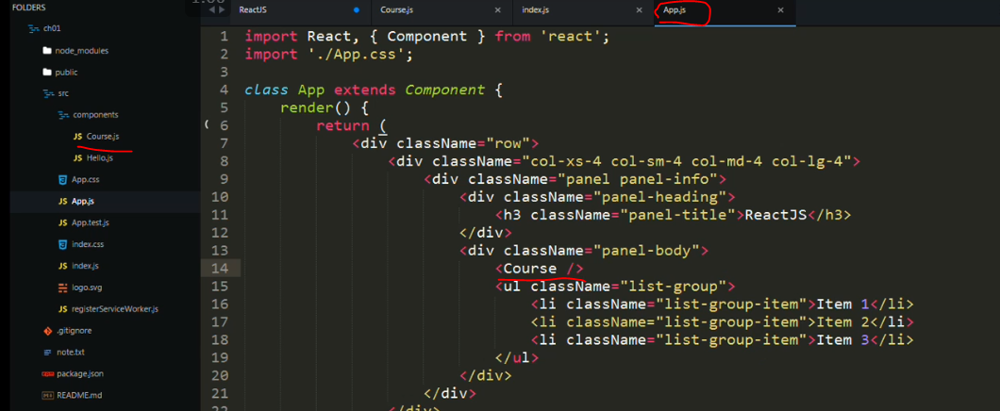 FOLDERS
ch01
node_modules
public
src
components
Course.js
Hello.js
App.css
App.js
App.test.js
index.css
index.js
logo.svg
registerServiceWorker.js
.gitignore
note.txt
package.json
README.md
ReactJS
Course.js
index.js
App.js
1 import React, { Component } from 'react';
2 import './App.css';
3
4 class App extends Component {
5 render() {
6 return (
7 <div className="row">
8 <div className="col-xs-4 col-sm-4 col-md-4 col-lg-4">
9 <div className="panel panel-info">
10 <div className="panel-heading">
11 <h3 className="panel-title">ReactJS</h3>
12 </div>
13 <div className="panel-body">
14 <Course />
15 <ul className="list-group">
16 <li className="list-group-item">Item 1</li>
17 <li className="list-group-item">Item 2</li>
18 <li className="list-group-item">Item 3</li>
19 </ul>
20 </div>
21 </div>
22 </div>